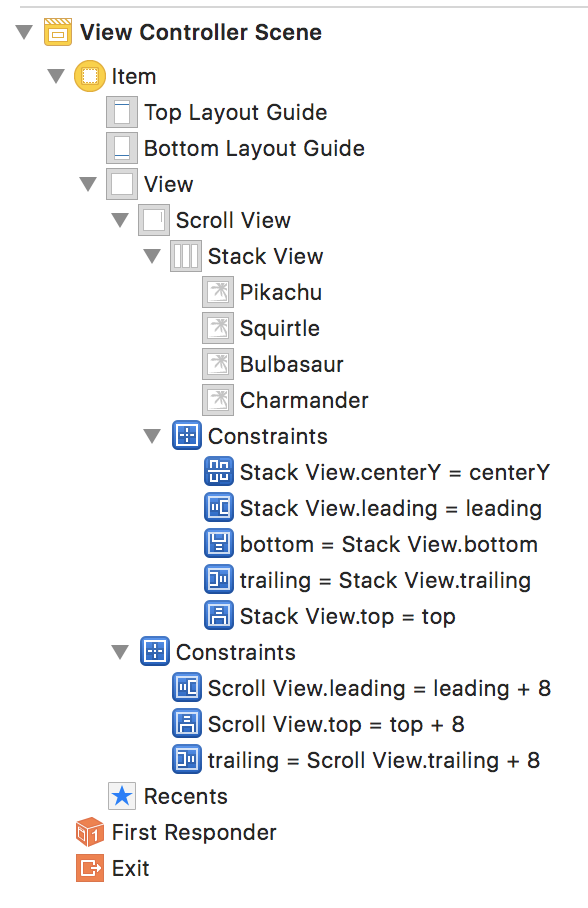 View Controller Scene
Item
Top Layout Guide
Bottom Layout Guide
View
Scroll View
Stack View
Pikachu
Squirtle
Bulbasaur
Charmander
Constraints
Stack View.centerY = centerY
Stack View.leading = leading
bottom = Stack View.bottom
trailing = Stack View.trailing
Stack View.top = top
Constraints
Scroll View.leading = leading + 8
Scroll View.top = top + 8
trailing = Scroll View.trailing + 8
Recents
1 First Responder
Exit